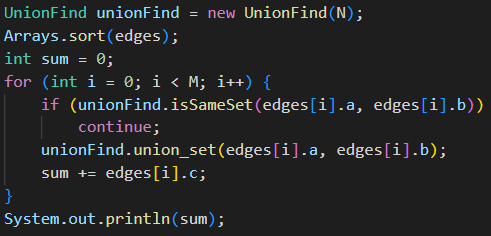 UnionFind unionFind = new UnionFind(N);
Arrays.sort(edges);
int sum = 0;
for (int i = 0; i < M; i++) {
    if (unionFind.isSameSet(edges[i].a, edges[i].b))
        continue;
    unionFind.union_set(edges[i].a, edges[i].b);
    sum += edges[i].c;
}
System.out.println(sum);